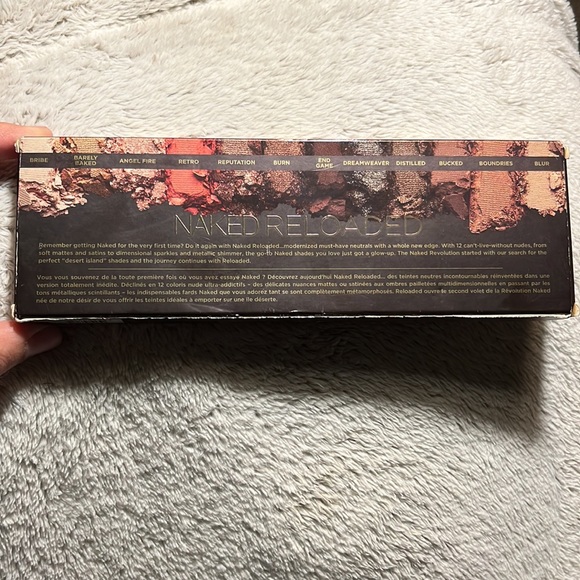 BRIBE BARELY BAKED ANGEL FIRE RETRO REPUTATION BURN END GAME DREAMWEAVER DISTILLED BUCKED BOUNDRIES BLUR
NAKED RELOADED
Remember getting Naked for the very first time? Do it again with Naked Reloaded...modernized must-have neutrals with a whole new edge. With 12 can't-live-without nudes, from
soft mattes and satins to dimensional sparkles and metallic shimmer, the go-to Naked shades you love just got a glow-up. The Naked Revolution started with our search for the
perfect "desert island" shades and the journey continues with Reloaded.
Vous vous souvenez de la toute première fois où vous avez essayé Naked ? Découvrez aujourd'hui Naked Reloaded... des teintes neutres incontournables réinventées dans une
version totalement inédite. Déclinés en 12 coloris nude ultra-addictifs – des délicates nuances mattes ou satinées aux ombres pailletées multidimensionnelles en passant par les
tons métalliques scintillants – les indispensables fards Naked que vous adorez tant se sont complètement métamorphosés. Reloaded ouvre le second volet de la Révolution Naked
née de notre désir de vous offrir les teintes idéales à emporter sur une île déserte.